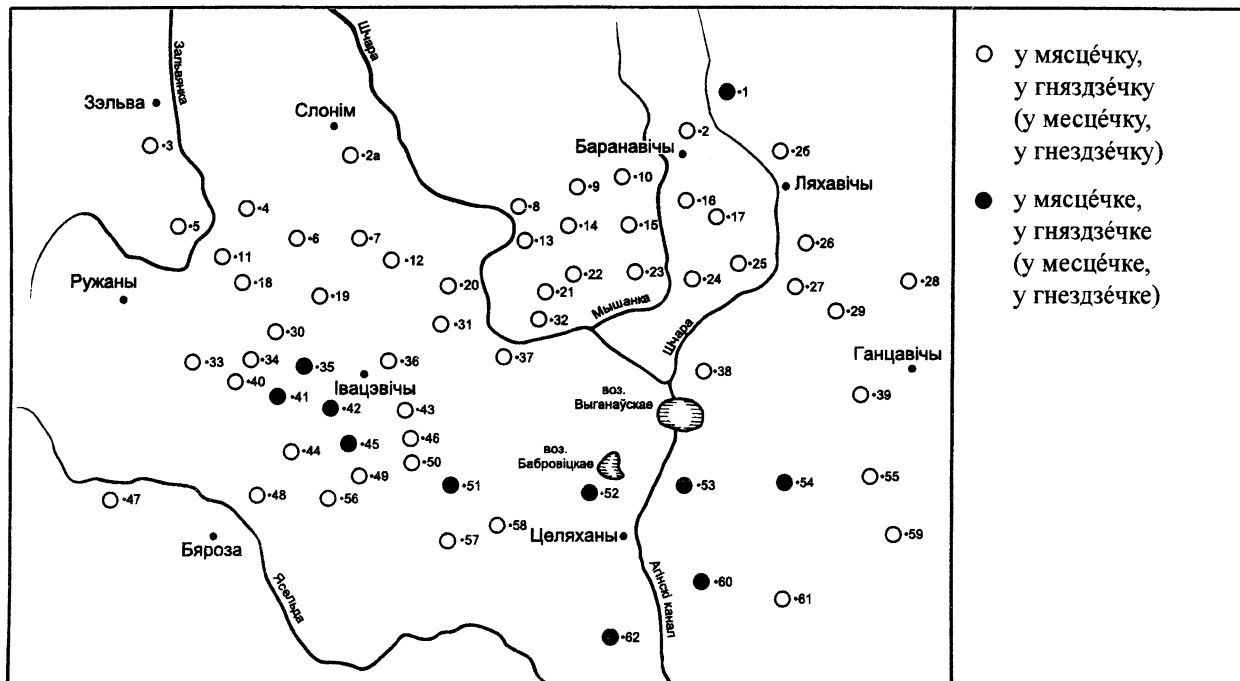 Зальвянка
Шчара
•1
Зэльва
Слонім
•2
•3
•2а
Баранавічы
•2б
•10
•9
Ляхавічы
•4
•8
•16
•17
•5
•6
•7
•13
•14
•15
•26
•11
•12
•18
•22
•23
•24
•25
•28
Ружаны
•19
•20
•21
•27
Мышанка
•29
•30
•31
•32
Шчара
•33
•34
•35
•36
•37
•38
Ганцавічы
•40
Івацэвічы
•41
•42
•43
воз.
Выганаўскае
•39
•44
•45
•46
воз.
Бабровіцкае
•47
•48
•49
•50
•51
•52
•53
•54
•55
•56
•57
•58
Бяроза
Целяханы
•59
Ясельда
Агінскі канал
•60
•61
•62
у мясце́чку,
у гняздзе́чку
(у месце́чку,
у гнездзе́чку)
у мясце́чке,
у гняздзе́чке
(у месце́чке,
у гнездзе́чке)